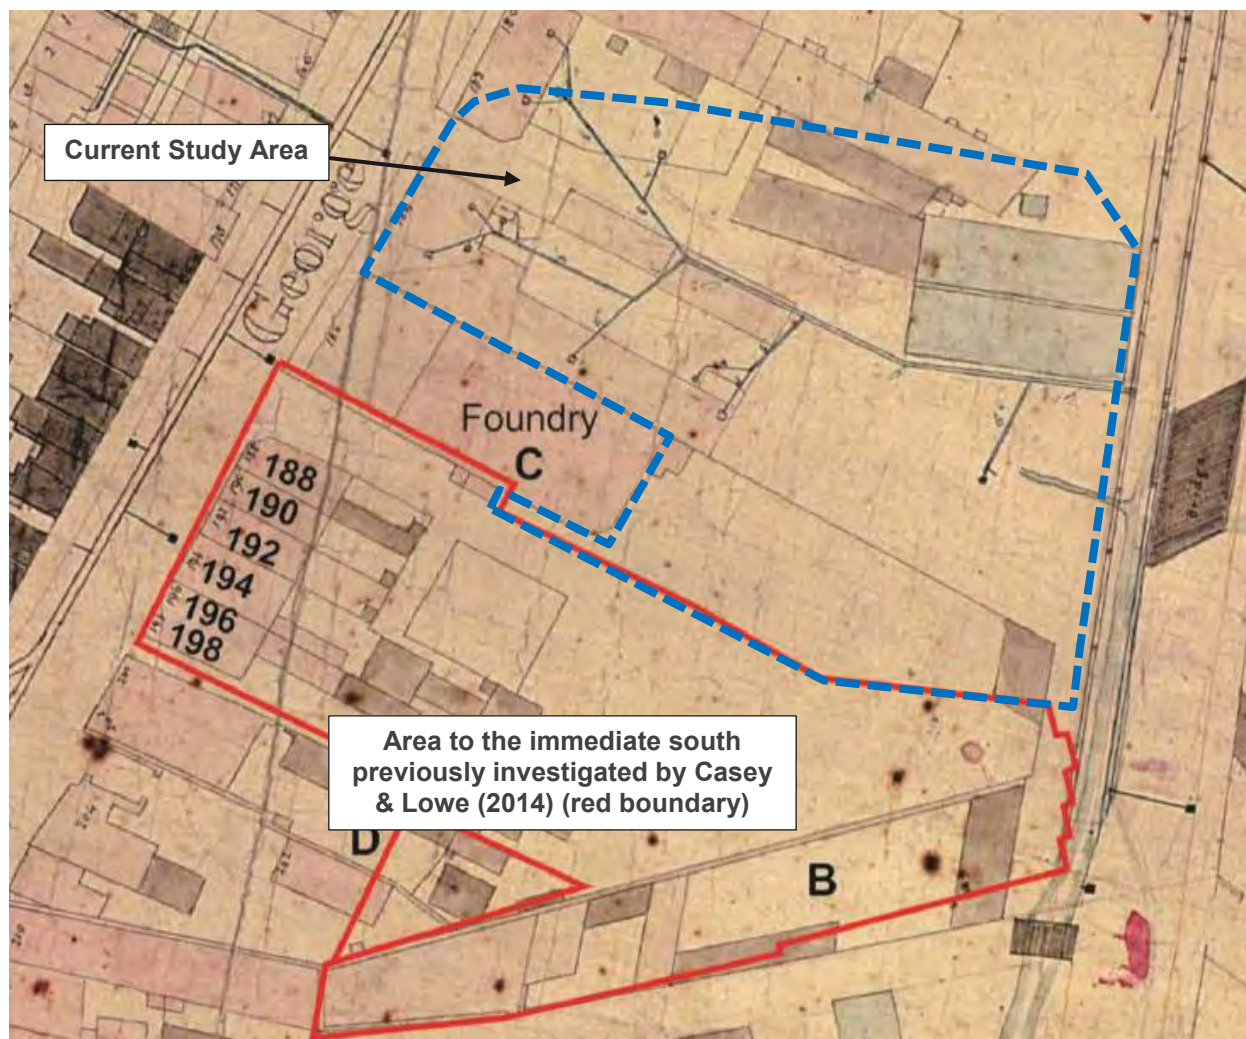 Current Study Area
George
Foundry
C
188
190
192
194
196
198
Area to the immediate south
previously investigated by Casey
& Lowe (2014) (red boundary)
D
B